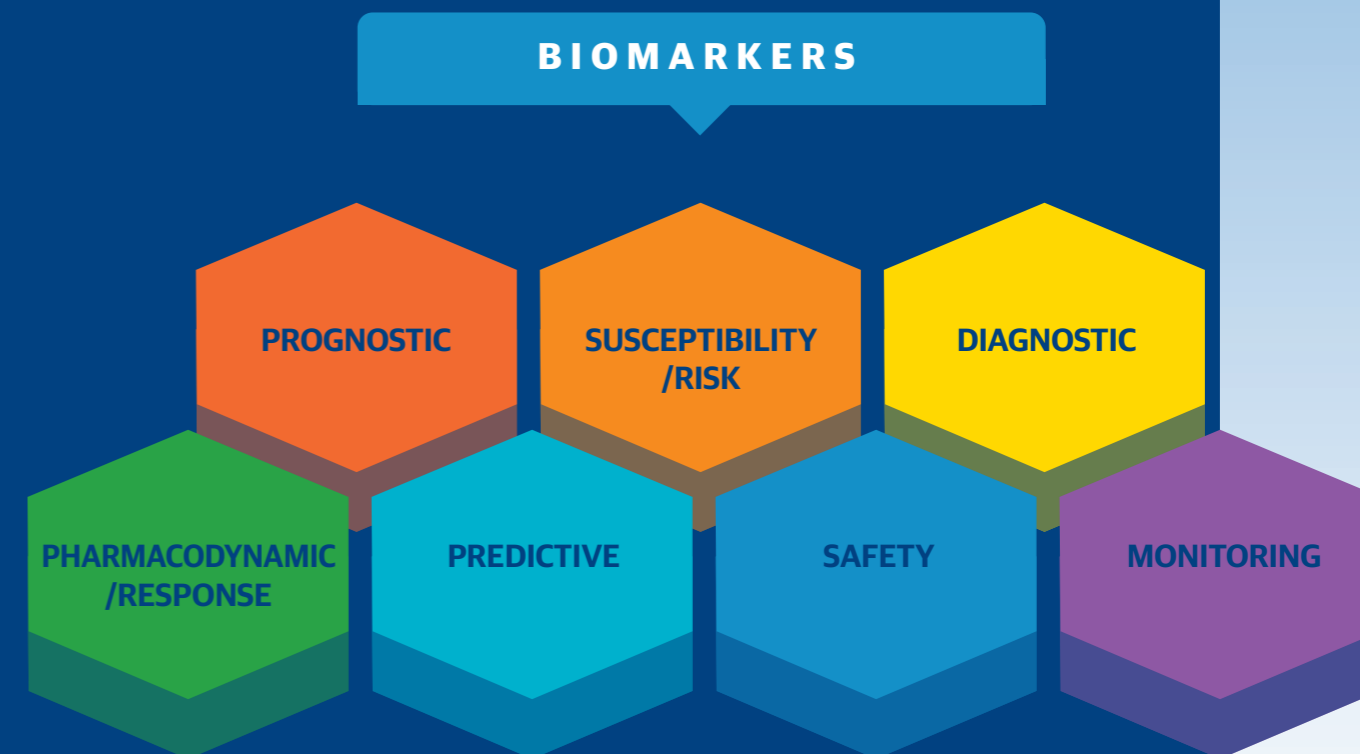 BIOMARKERS
PROGNOSTIC
SUSCEPTIBILITY
/RISK
DIAGNOSTIC
PHARMACODYNAMIC
/RESPONSE
PREDICTIVE
SAFETY
MONITORING